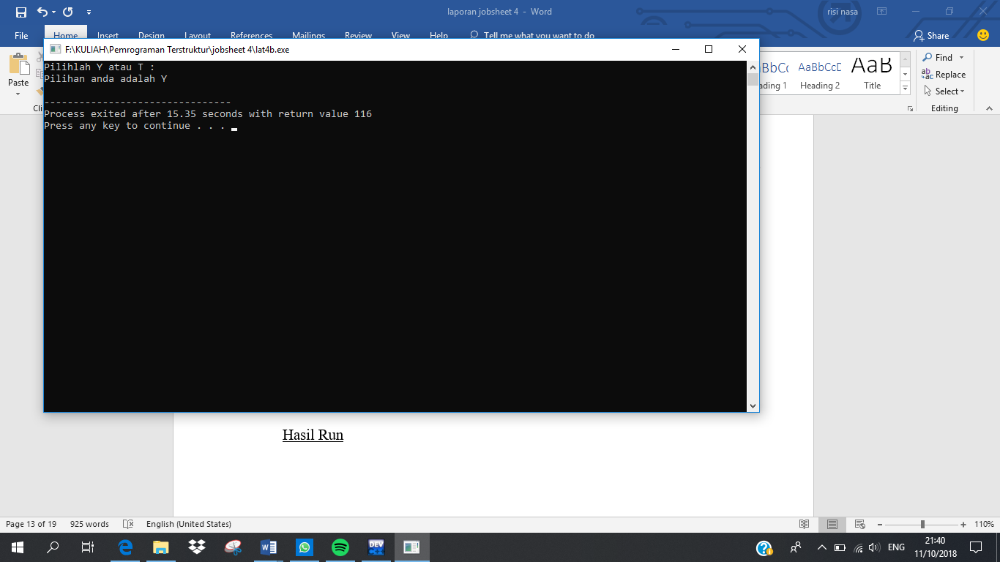 laporan jobsheet 4 - Word
risi nasa
File Home Insert Design Layout References Mailings Review View Help Tell me what you want to do
Share
F:\KULIAH\Pemrograman Terstruktur\jobsheet 4\lat4b.exe
Pilihlah Y atau T :
Pilihan anda adalah Y
--------------------------------
Process exited after 15.35 seconds with return value 116
Press any key to continue . . .
Paste
Cli
BbCc AaBbCcD AaB
ading 1 Heading 2 Title
Find
Replace
Select
Editing
Hasil Run
Page 13 of 19 925 words English (United States)
110%
DEV
ENG
21:40
11/10/2018